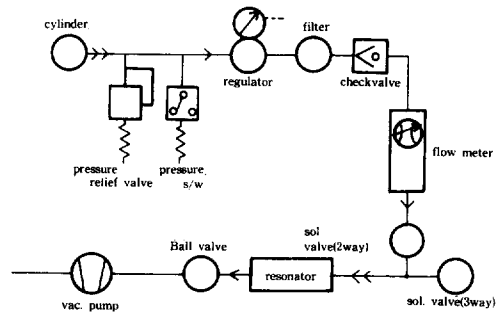 cylinder
regulator
filter
checkvalve
pressure
relief valve
pressure.
s/w
flow meter
sol
valve(2way)
Ball valve
resonator
vac. pump
sol. valve(3way)